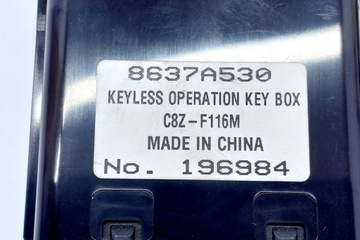 8637A530
KEYLESS OPERATION KEY BOX
C8Z-F116M
MADE IN CHINA
No. 196984